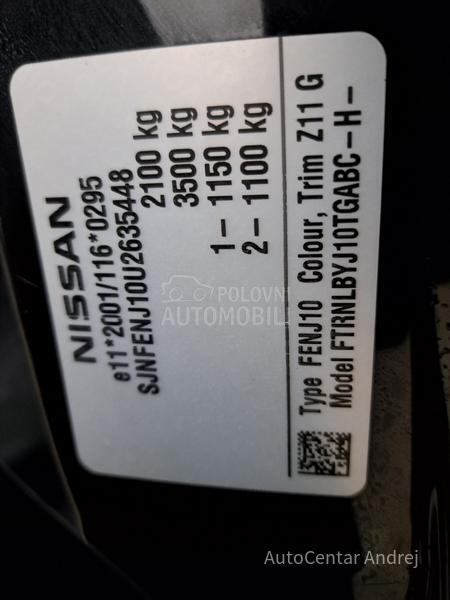 NISSAN
e11*2001/116*0295
SJNFENJ10U2635448
2100 kg
3500 kg
1– 1150 kg
2– 1100 kg
Type FENJ10 Colour, Trim Z11 G
Model FTRNLBYJ10TGABC–H–
POLOVNI
AUTOMOBILI
AutoCentar Andrej